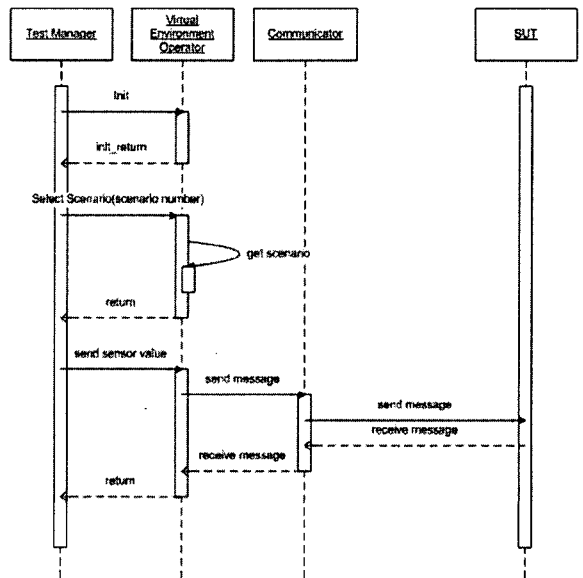 Test Manager
Virtual
Environment
Operator
Communicator
SUT
Init
init_return
Select Scenario(scenario number)
get scenario
return
send sensor value
send message
send message
receive message
receive message
return